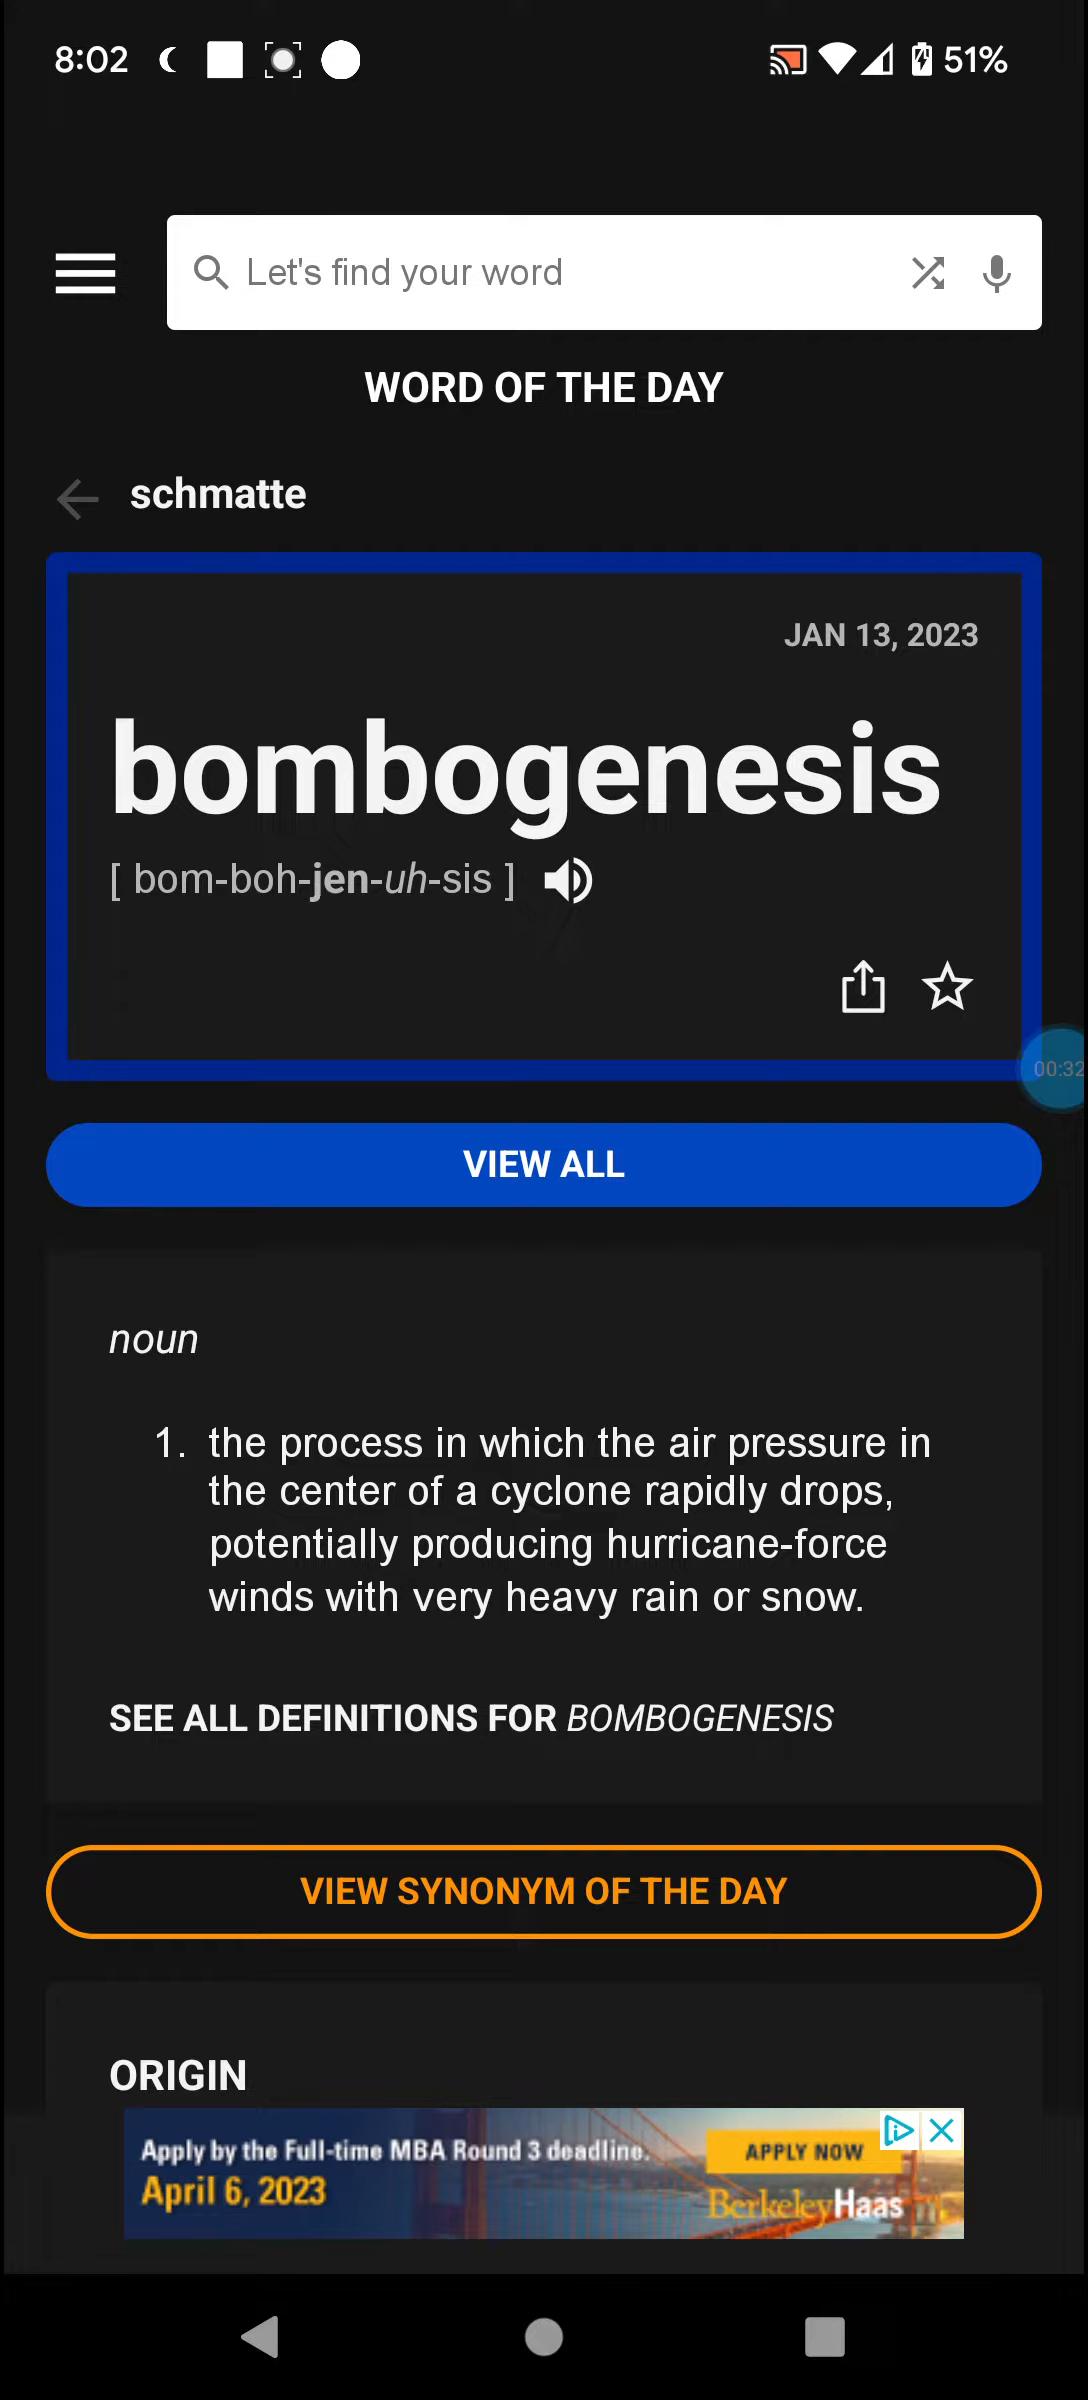 8:02
51%
Let's find your word
WORD OF THE DAY
schmatte
JAN 13, 2023
bombogenesis
[ bom-boh-jen-uh-sis ]
00:32
VIEW ALL
noun
1. the process in which the air pressure in
the center of a cyclone rapidly drops,
potentially producing hurricane-force
winds with very heavy rain or snow.
SEE ALL DEFINITIONS FOR BOMBOGENESIS
VIEW SYNONYM OF THE DAY
ORIGIN
Apply by the Full-time MBA Round 3 deadline.
April 6, 2023
APPLY NOW
BerkeleyHaas